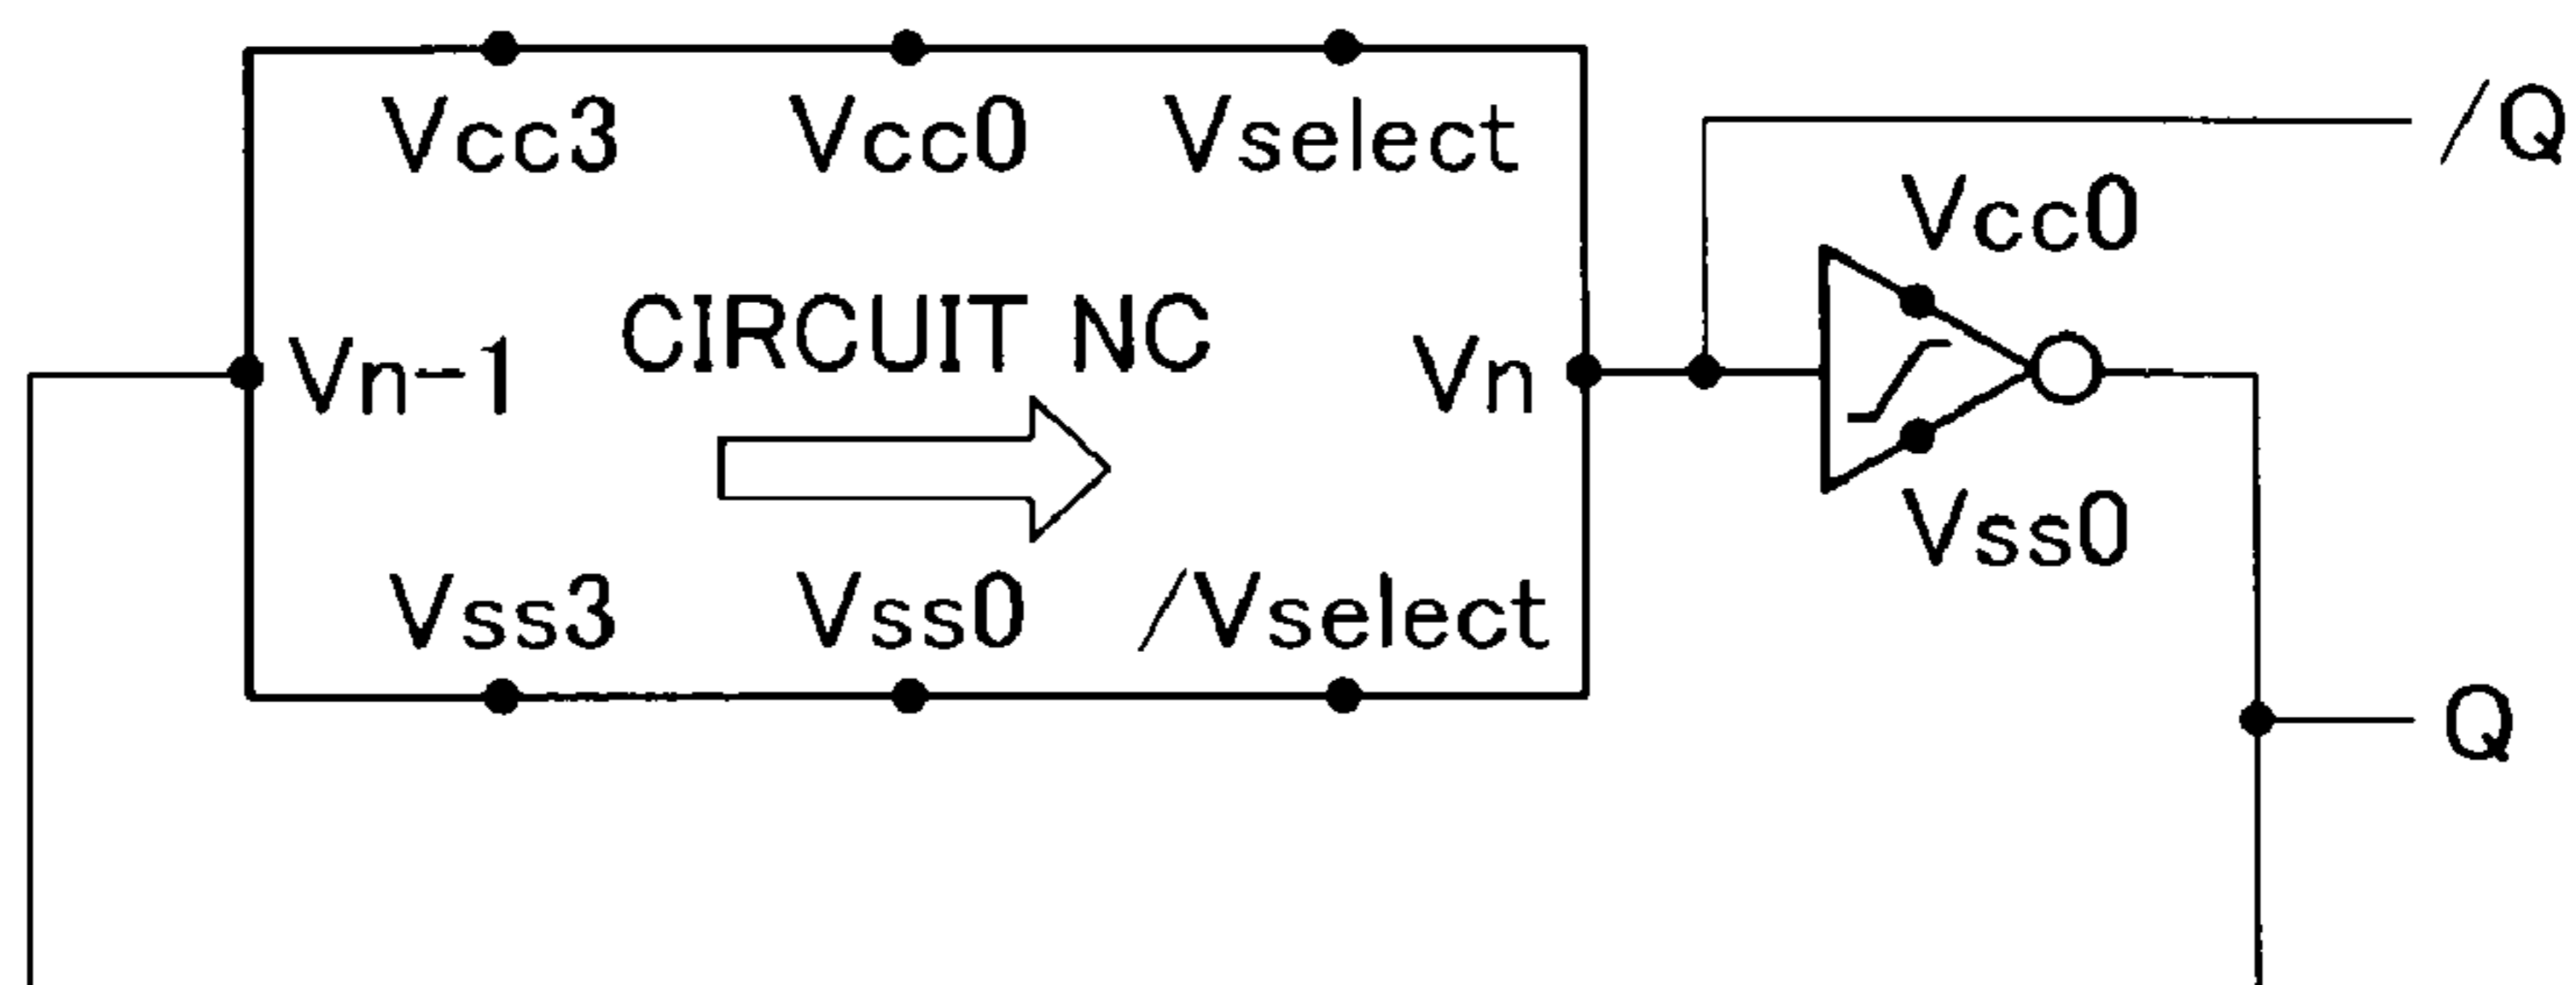 Vcc3 Vcc0 Vselect
/Q
Vcc0
Vn-1 CIRCUIT NC Vn
Vss0
Vss3 Vss0 /Vselect
Q